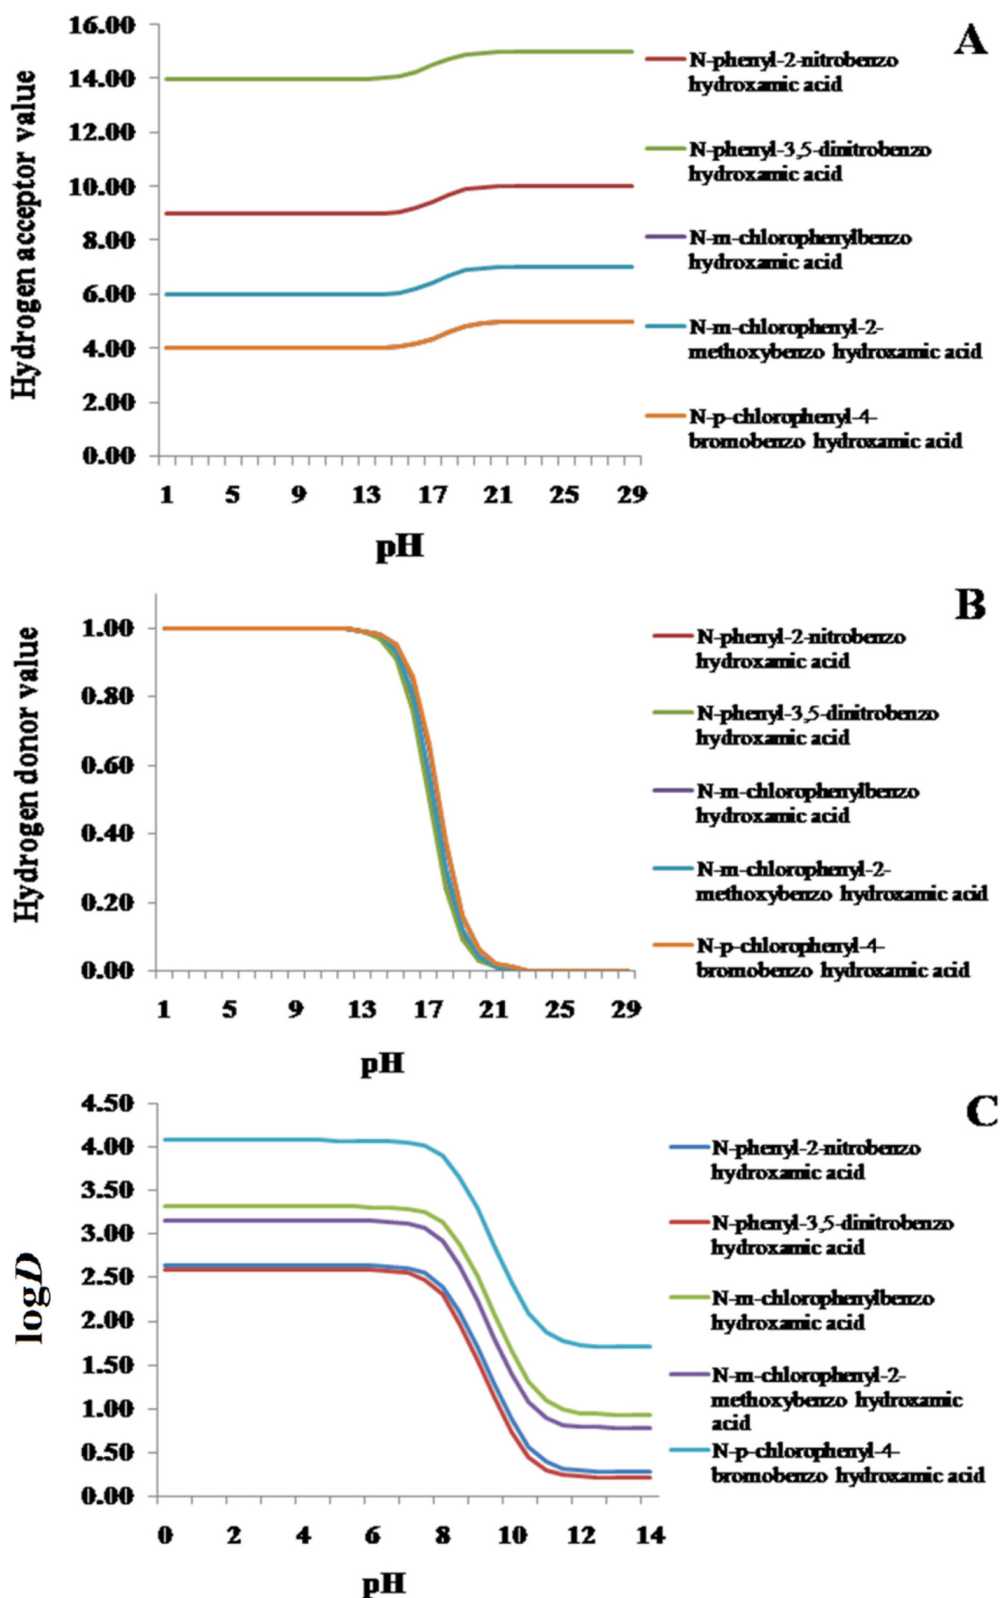 A
16.00
14.00
12.00
10.00
8.00
6.00
4.00
2.00
0.00
Hydrogen acceptor value
1 5 9 13 17 21 25 29
pH
N-phenyl-2-nitrobenzo
hydroxamic acid
N-phenyl-3,5-dinitrobenzo
hydroxamic acid
N-m-chlorophenylbenzo
hydroxamic acid
N-m-chlorophenyl-2-
methoxybenzo hydroxamic acid
N-p-chlorophenyl-4-
bromobenzo hydroxamic acid
B
1.00
0.80
0.60
0.40
0.20
0.00
Hydrogen donor value
1 5 9 13 17 21 25 29
pH
N-phenyl-2-nitrobenzo
hydroxamic acid
N-phenyl-3,5-dinitrobenzo
hydroxamic acid
N-m-chlorophenylbenzo
hydroxamic acid
N-m-chlorophenyl-2-
methoxybenzo hydroxamic acid
N-p-chlorophenyl-4-
bromobenzo hydroxamic acid
C
4.50
4.00
3.50
3.00
2.50
2.00
1.50
1.00
0.50
0.00
logD
0 2 4 6 8 10 12 14
pH
N-phenyl-2-nitrobenzo
hydroxamic acid
N-phenyl-3,5-dinitrobenzo
hydroxamic acid
N-m-chlorophenylbenzo
hydroxamic acid
N-m-chlorophenyl-2-
methoxybenzo hydroxamic
acid
N-p-chlorophenyl-4-
bromobenzo hydroxamic acid